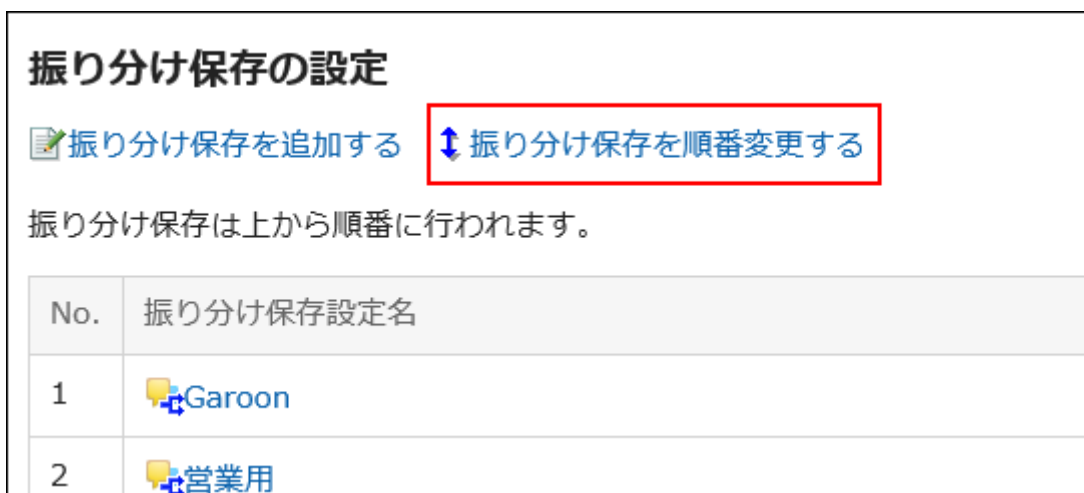 振り分け保存の設定
振り分け保存を追加する 振り分け保存を順番変更する
振り分け保存は上から順番に行われます。
No. 振り分け保存設定名
1 Garoon
2 営業用